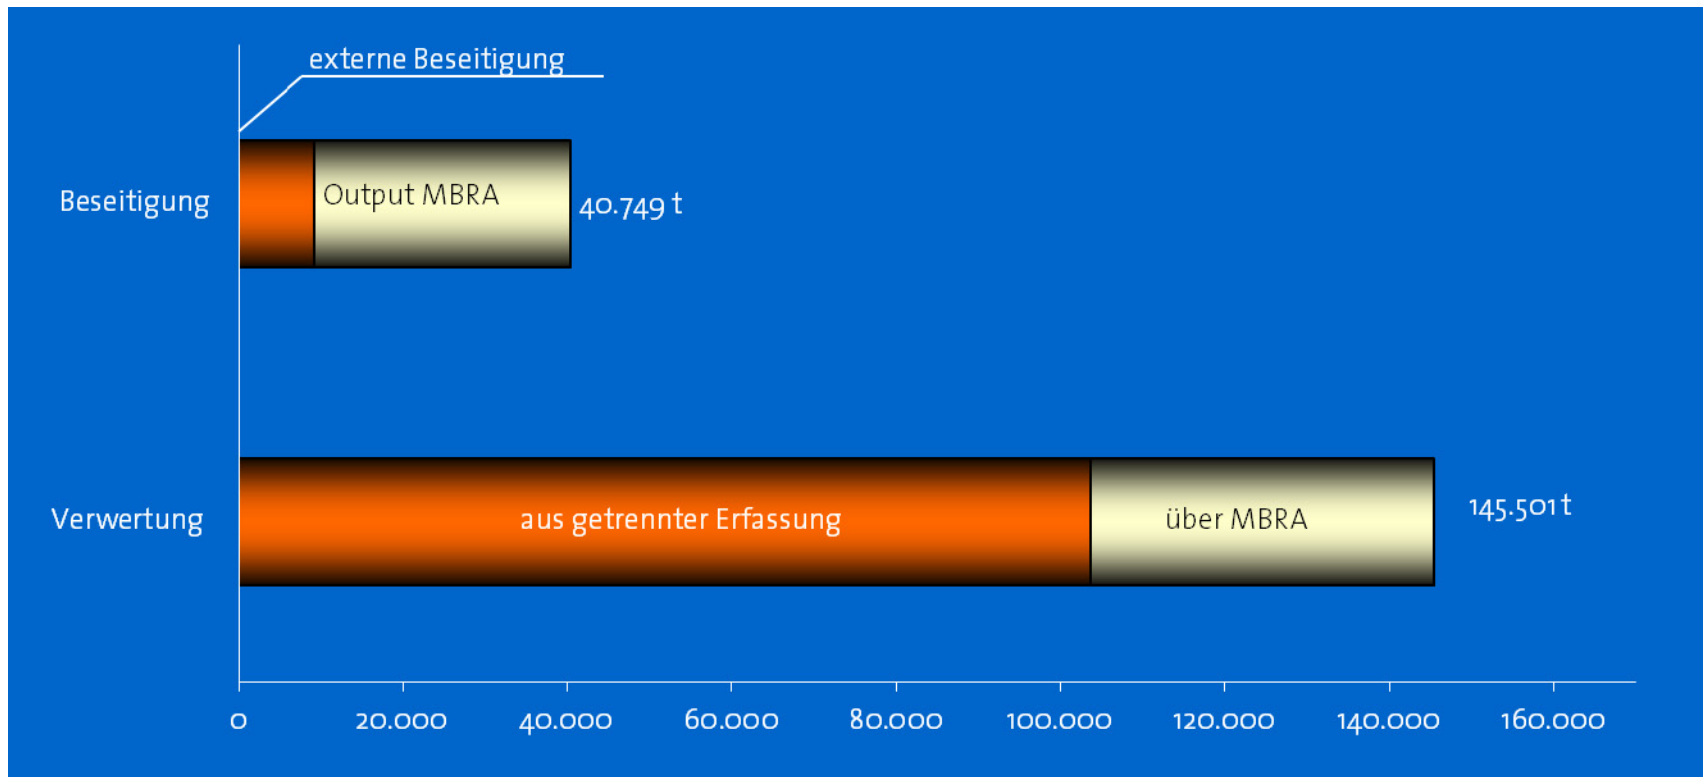 externe Beseitigung
Beseitigung
Output MBRA
40.749 t
Verwertung
aus getrennter Erfassung
über MBRA
145.501 t
0 20.000 40.000 60.000 80.000 100.000 120.000 140.000 160.000